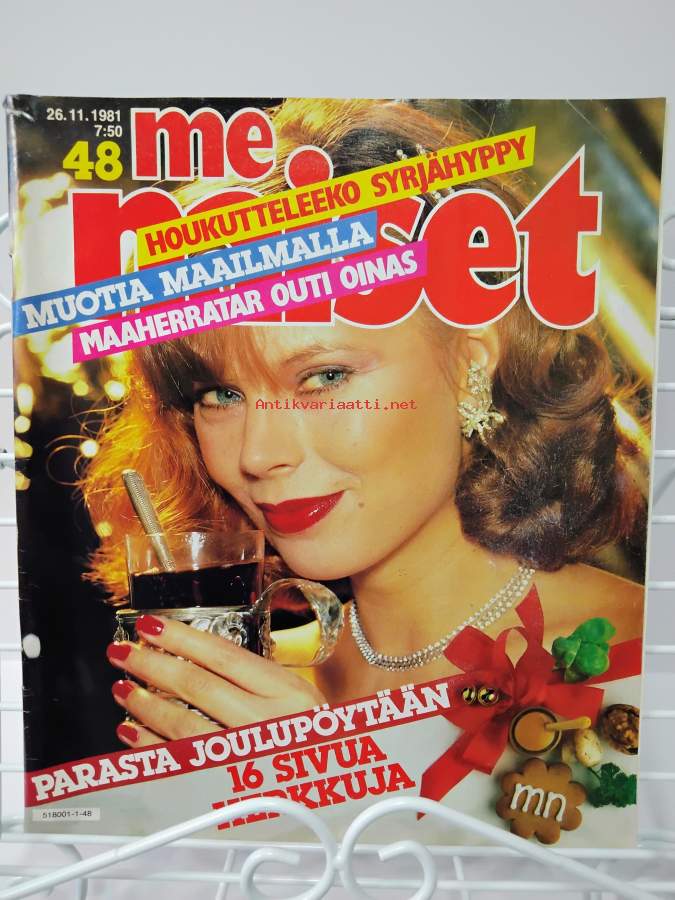 26.11.1981
7:50
48
me
naiset
HOUKUTTELEEKO SYRJÄHYPPY
MUOTIA MAAILMALLA
MAAHERRATAR OUTI OINAS
Antikvariaatti.net
PARASTA JOULUPÖYTÄÄN
16 SIVUA
HERKKUJA
mn
518001-1-48